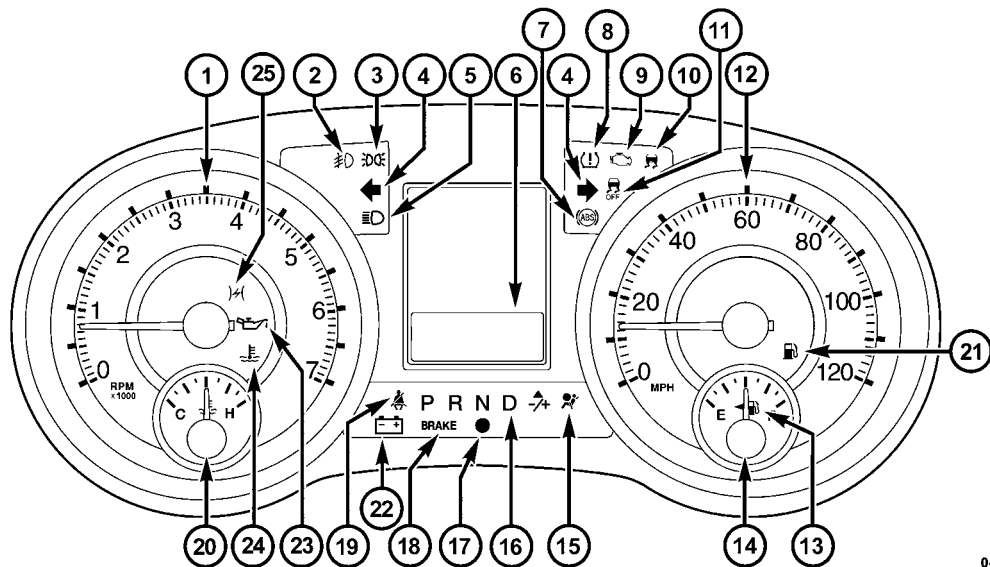 7 8 11
1 25 2 3 4 5 6 4 9 10 12
(!)
OFF
(ABS)
0 1 2 3 4 5 6 7
RPM
x1000
0 20 40 60 80 100 120
MPH
21
C H
E
P R N D
BRAKE
22
20 24 23 19 18 17 16 15 14 13